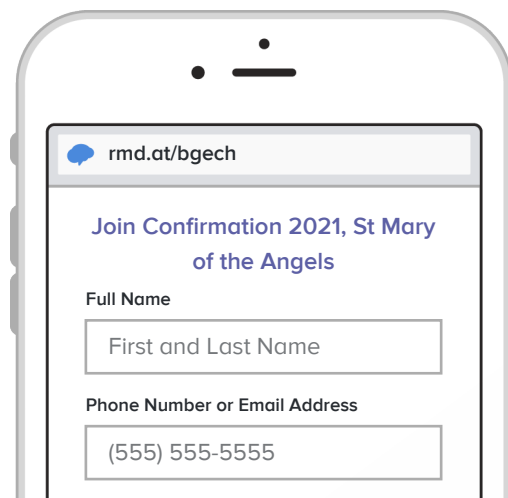 rmd.at/bgech
Join Confirmation 2021, St Mary
of the Angels
Full Name
First and Last Name
Phone Number or Email Address
(555) 555-5555